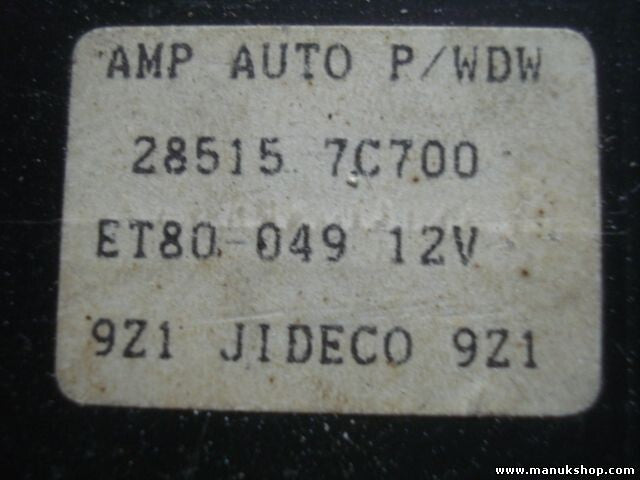 AMP AUTO P/WDW
28515 7C700
ET80-049 12V
9Z1 JIDECO 9Z1
www.manukshop.com